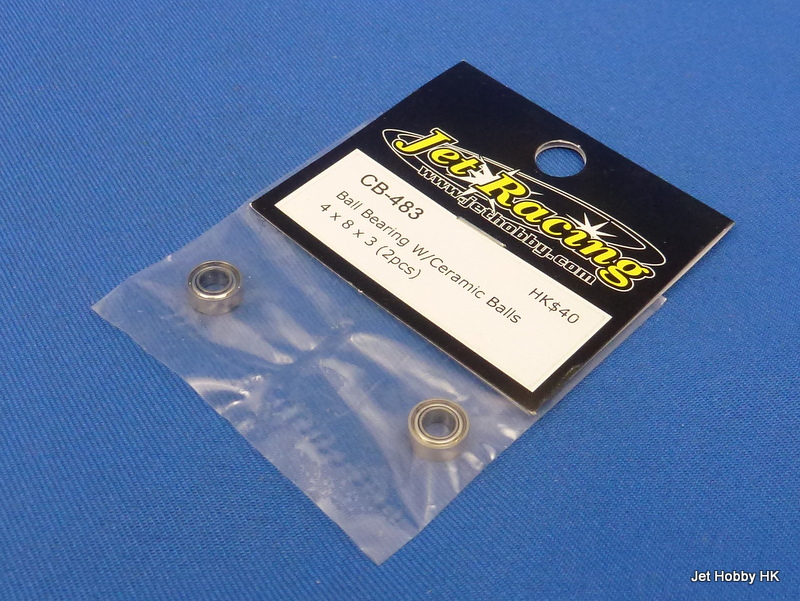 Jet Racing
www.jethobby.com
CB-483
HK$40
Ball Bearing W/Ceramic Balls
4 x 8 x 3 (2pcs)
Jet Hobby HK